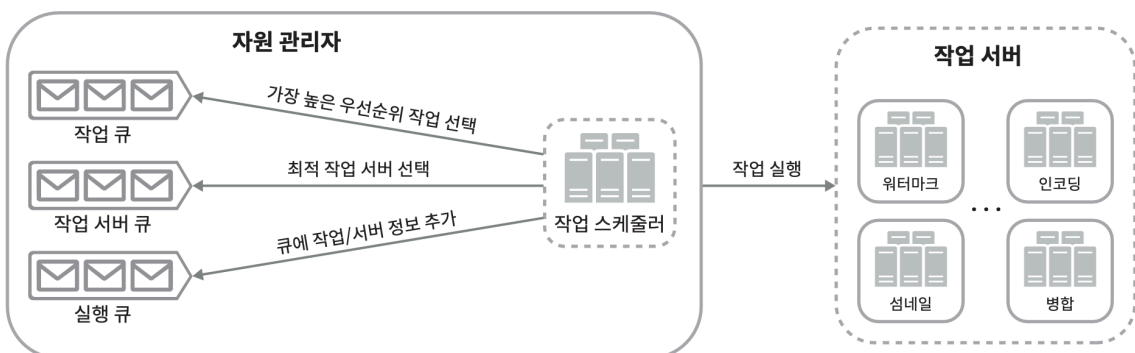 자원 관리자
작업 큐
작업 서버 큐
실행 큐
가장 높은 우선순위 작업 선택
최적 작업 서버 선택
큐에 작업/서버 정보 추가
작업 스케줄러
작업 실행
작업 서버
워터마크
인코딩
...
섬네일
병합